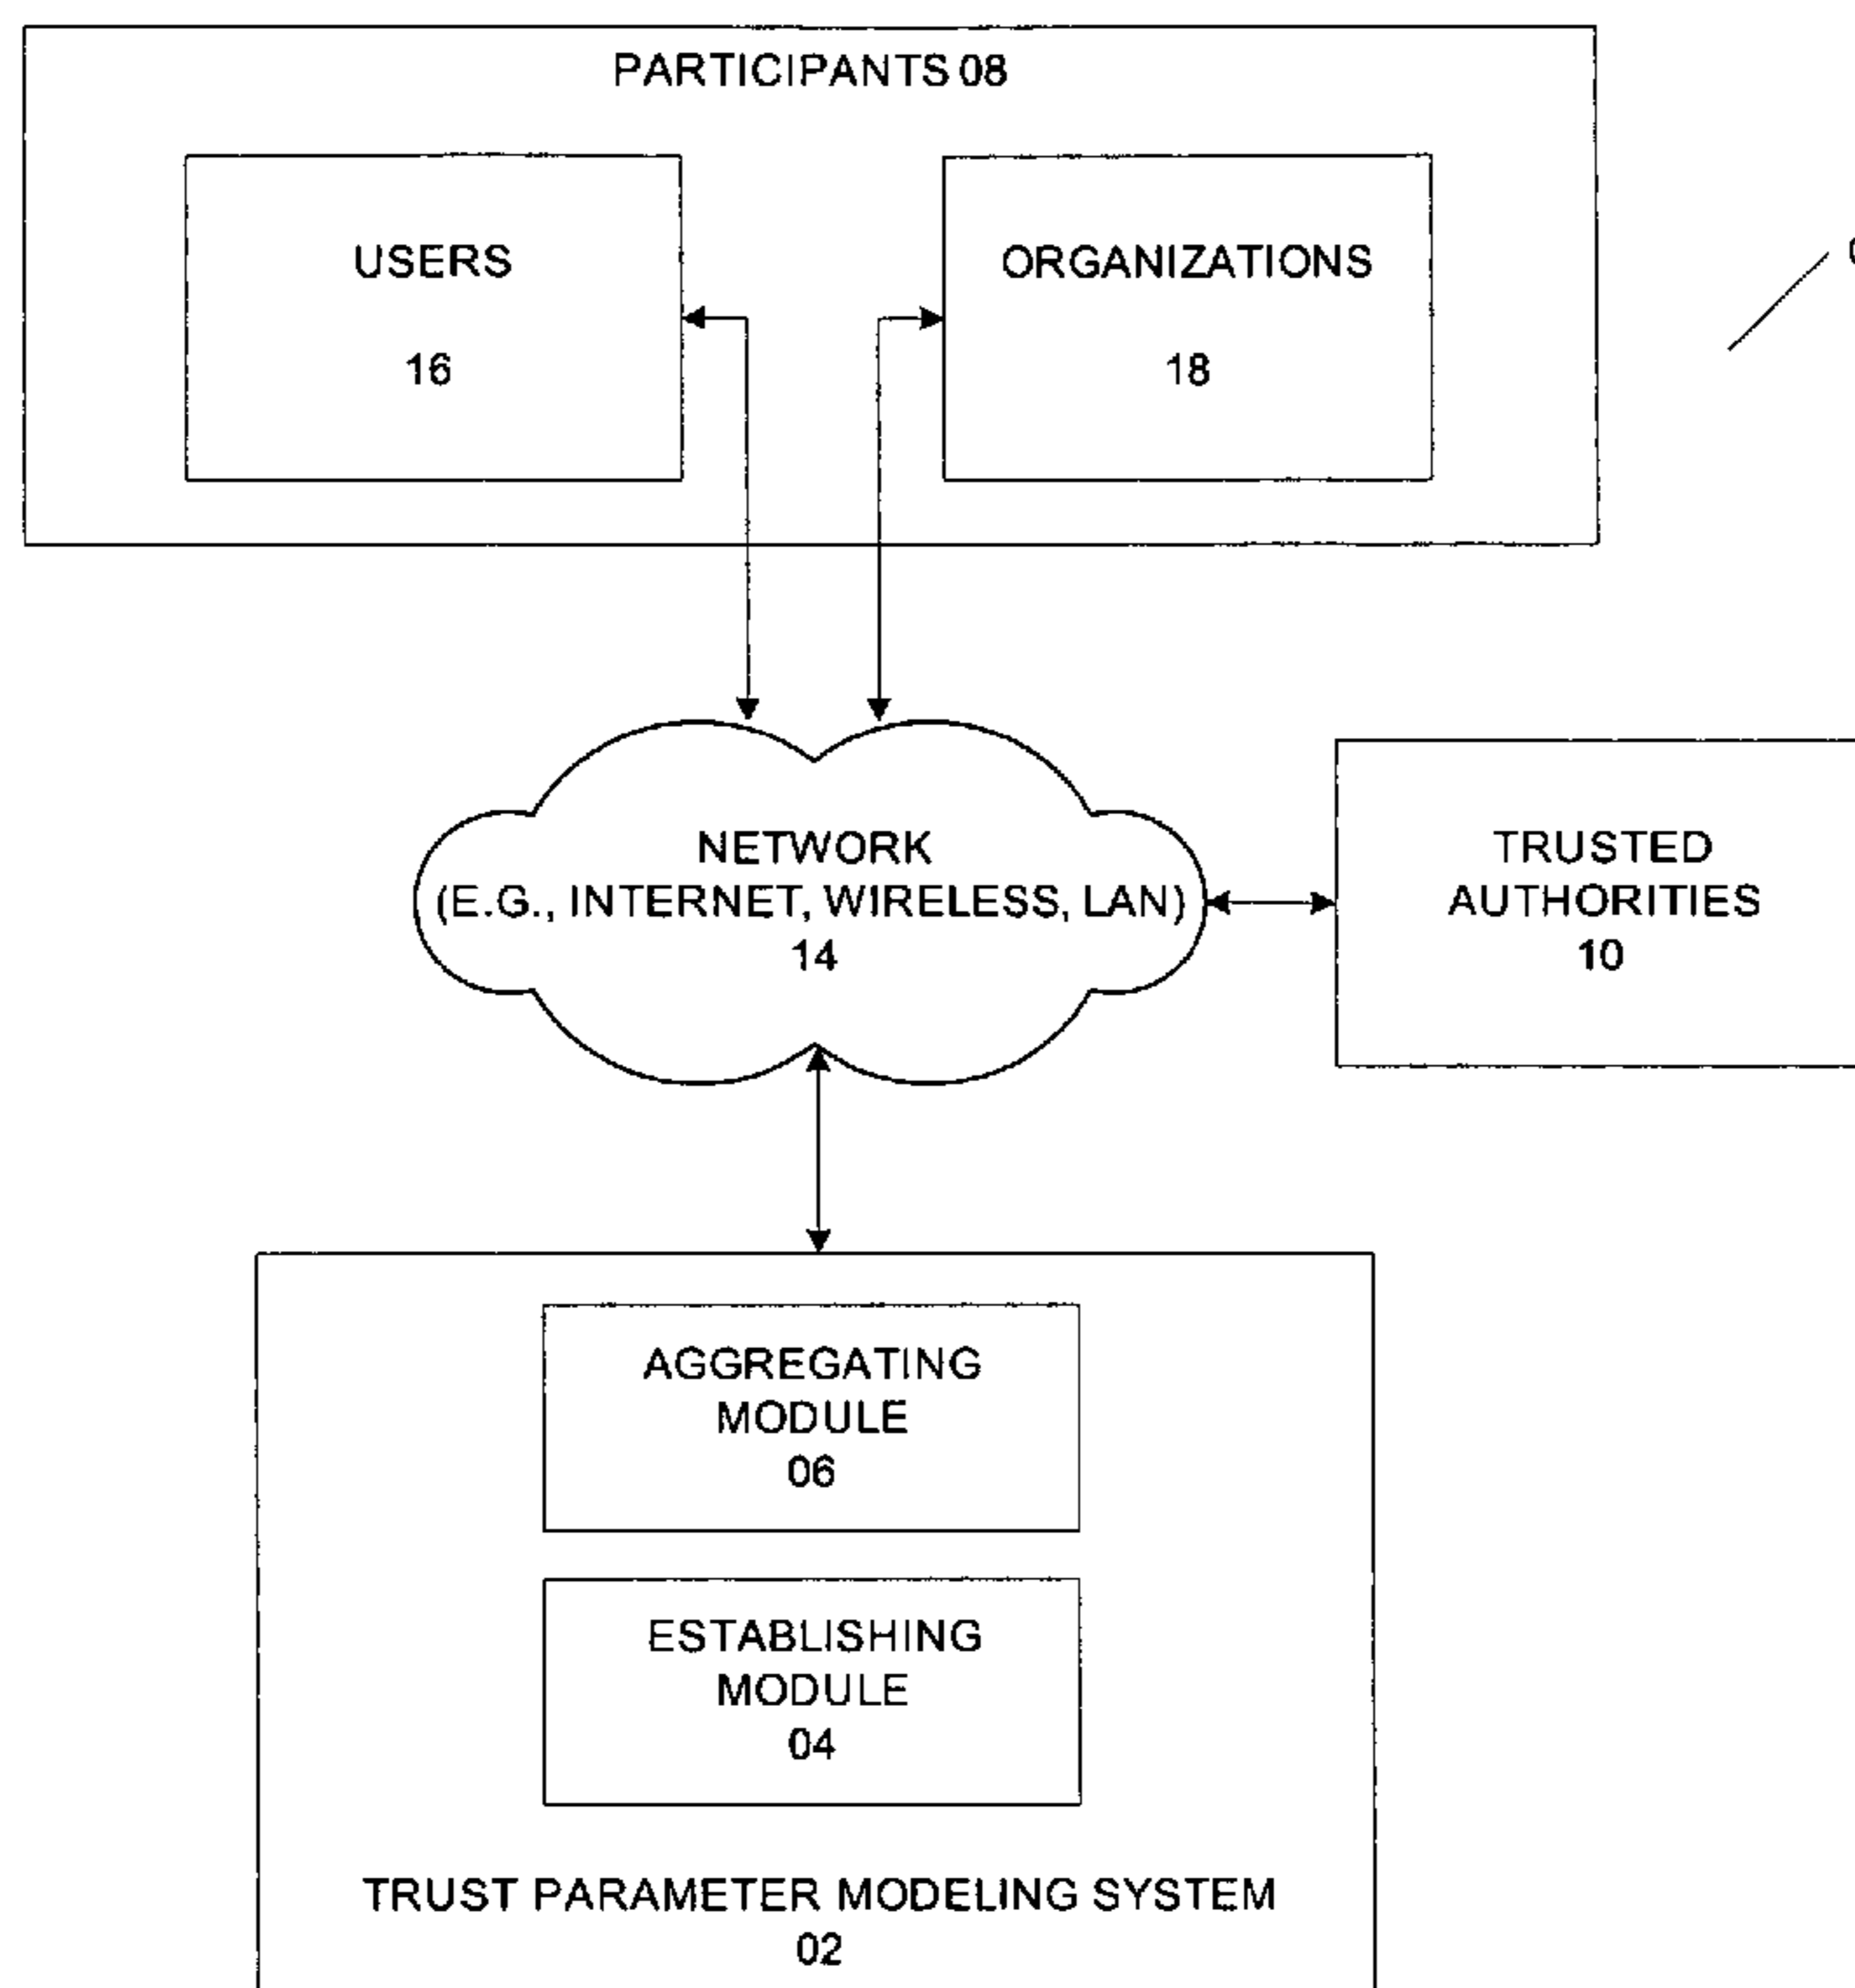 PARTICIPANTS 08
USERS
16
ORGANIZATIONS
18
NETWORK
(E.G., INTERNET, WIRELESS, LAN)
14
TRUSTED
AUTHORITIES
10
AGGREGATING
MODULE
06
ESTABLISHING
MODULE
04
TRUST PARAMETER MODELING SYSTEM
02